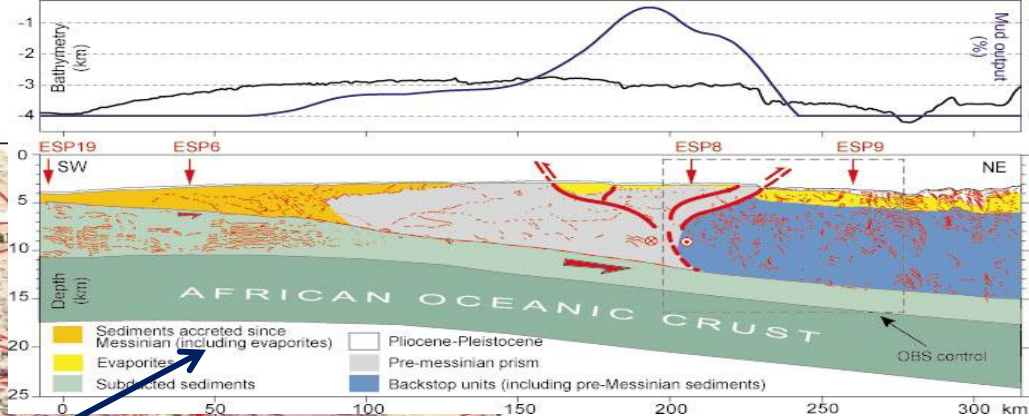 -1
-2
-3
-4
Bathymetry
(km)
Mud output
(%)
ESP19
ESP6
ESP8
ESP9
SW
NE
0
5
10
15
20
25
Depth
(km)
AFRICAN OCEANIC CRUST
OBS control
Sediments accreted since
Messinian (including evaporites)
Evaporites
Subducted sediments
Pliocene-Pleistocene
Pre-messinian prism
Backstop units (including pre-Messinian sediments)
0 50 100 150 200 250 300 km